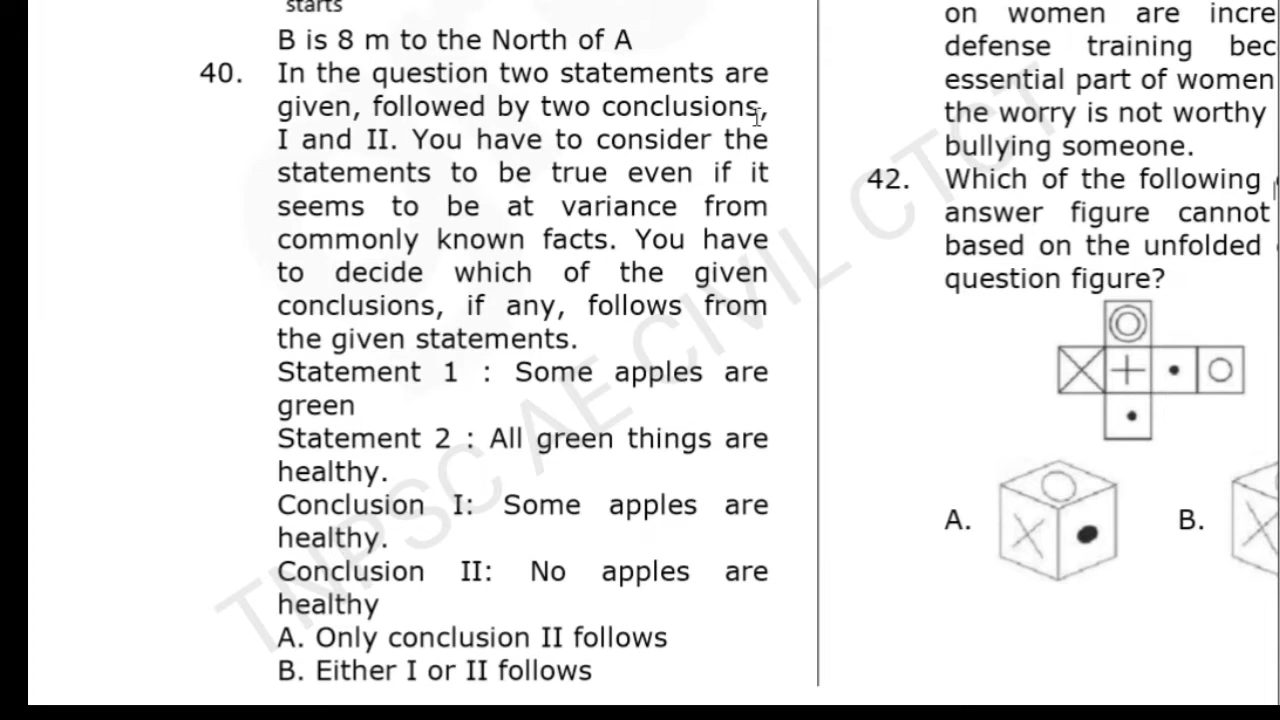 starts
B is 8 m to the North of A
40. In the question two statements are
given, followed by two conclusions,
I and II. You have to consider the
statements to be true even if it
seems to be at variance from
commonly known facts. You have
to decide which of the given
conclusions, if any, follows from
the given statements.
Statement 1 : Some apples are
green
Statement 2 : All green things are
healthy.
Conclusion I: Some apples are
healthy.
Conclusion II: No apples are
healthy
A. Only conclusion II follows
B. Either I or II follows
on women are incre
defense training bec
essential part of women
the worry is not worthy
bullying someone.
42. Which of the following
answer figure cannot
based on the unfolded
question figure?
A.
B.
TNPSC AE CIVIL CTCT